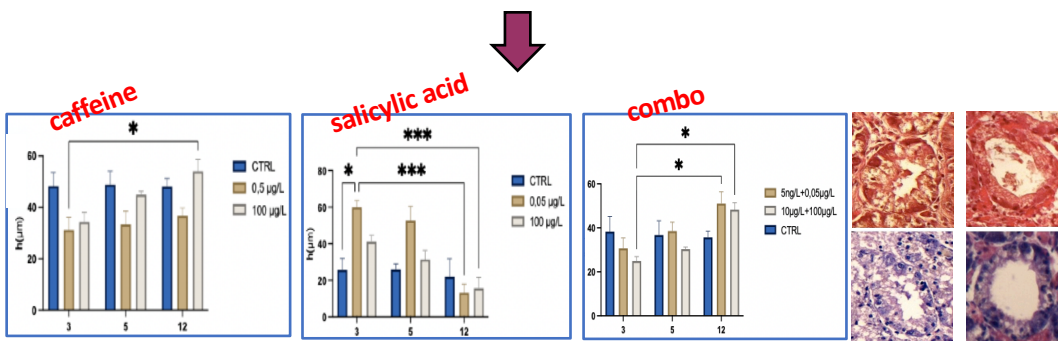 caffeine
*
60
40
20
0
h(µm)
3
5
12
CTRL
0,5 µg/L
100 µg/L
salicylic acid
***
*
***
80
60
40
20
0
h(µm)
3
5
12
CTRL
0,05 µg/L
100 µg/L
combo
*
*
60
40
20
0
h(µm)
3
5
12
5ng/L+0,05µg/L
10µg/L+100µg/L
CTRL